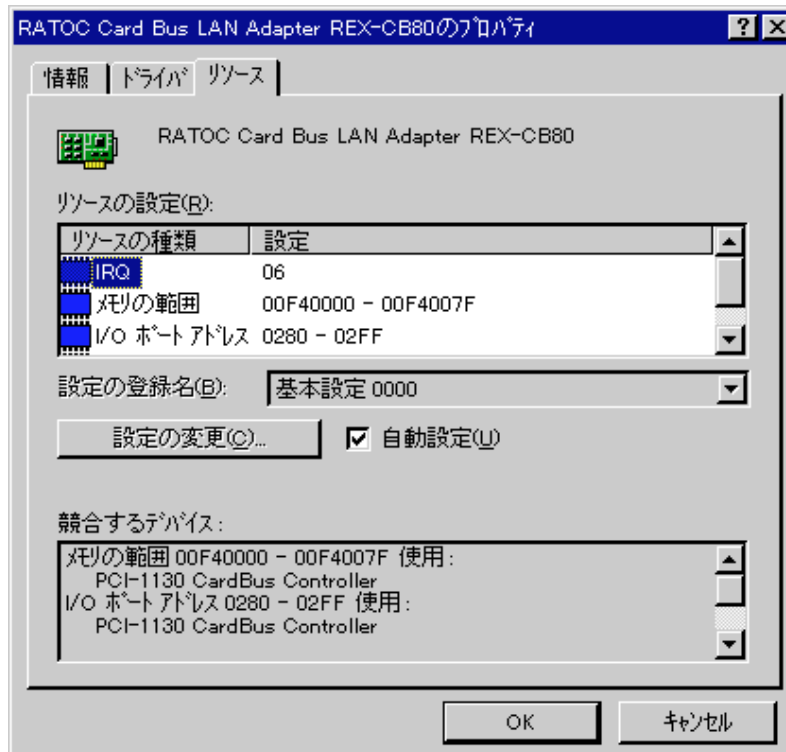 RATOC Card Bus LAN Adapter REX-CB80のﾌﾟﾛﾊﾟﾃｨ
情報 ﾄﾞﾗｲﾊﾞ ﾘｿｰｽ
RATOC Card Bus LAN Adapter REX-CB80
ﾘｿｰｽの設定(R):
ﾘｿｰｽの種類 設定
IRQ 06
ﾒﾓﾘの範囲 00F40000 - 00F4007F
I/O ﾎﾟｰﾄ ｱﾄﾞﾚｽ 0280 - 02FF
設定の登録名(B): 基本設定 0000
設定の変更(C)... 自動設定(U)
競合するﾃﾞﾊﾞｲｽ:
ﾒﾓﾘの範囲 00F40000 - 00F4007F 使用:
PCI-1130 CardBus Controller
I/O ﾎﾟｰﾄ ｱﾄﾞﾚｽ 0280 - 02FF 使用:
PCI-1130 CardBus Controller
OK ｷｬﾝｾﾙ